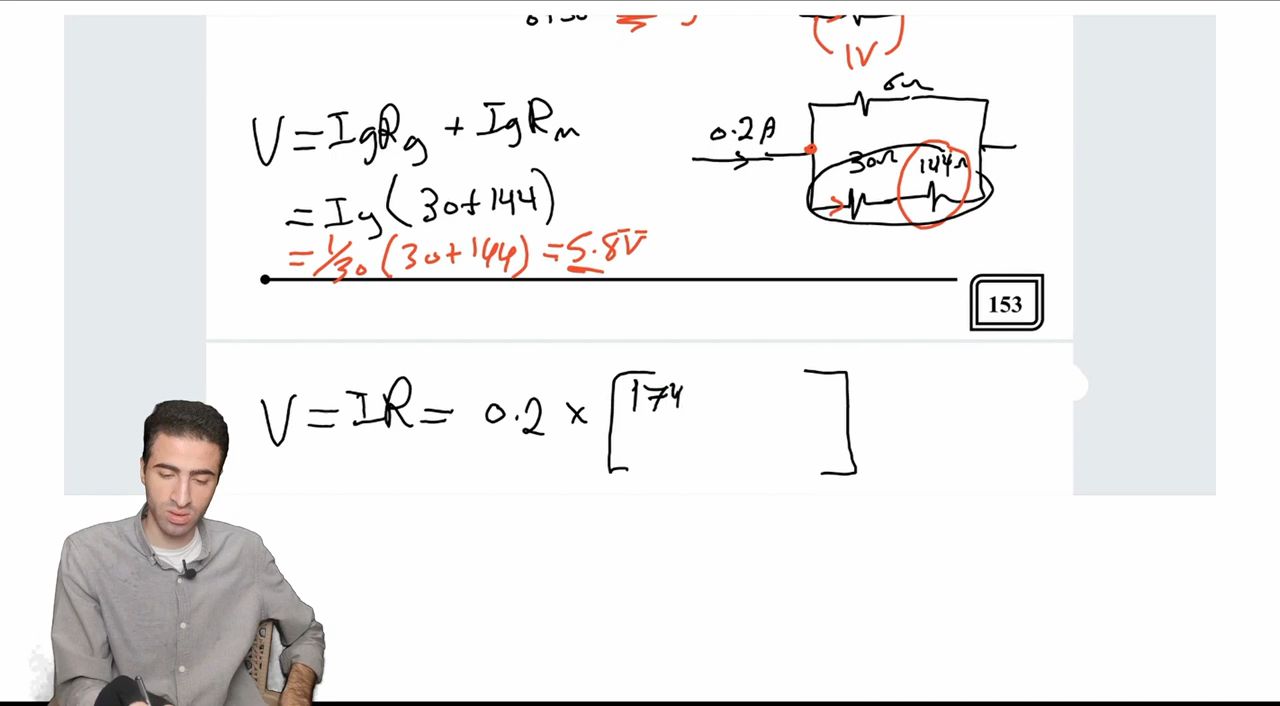 1V
V = IgRg + IgRm
= Ig(30+144)
= 1/30 (30+144) = 5.8V
0.2A
6Ω
30Ω
144Ω
153
V = IR = 0.2 × [174 ]